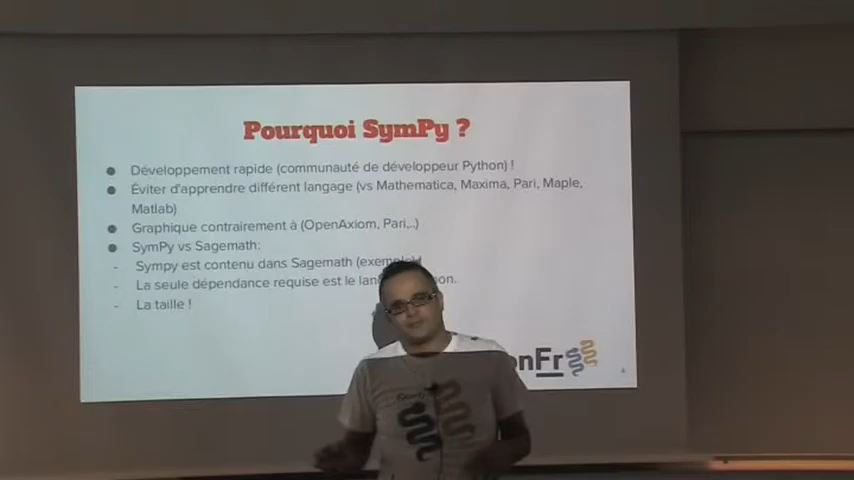 Pourquoi SymPy ?
● Développement rapide (communauté de développeur Python) !
● Éviter d'apprendre différent langage (vs Mathematica, Maxima, Pari, Maple,
Matlab)
● Graphique contrairement à (OpenAxiom, Pari,..)
● SymPy vs Sagemath:
- Sympy est contenu dans Sagemath (exemple)!
- La seule dépendance requise est le lan on.
- La taille !
onFr